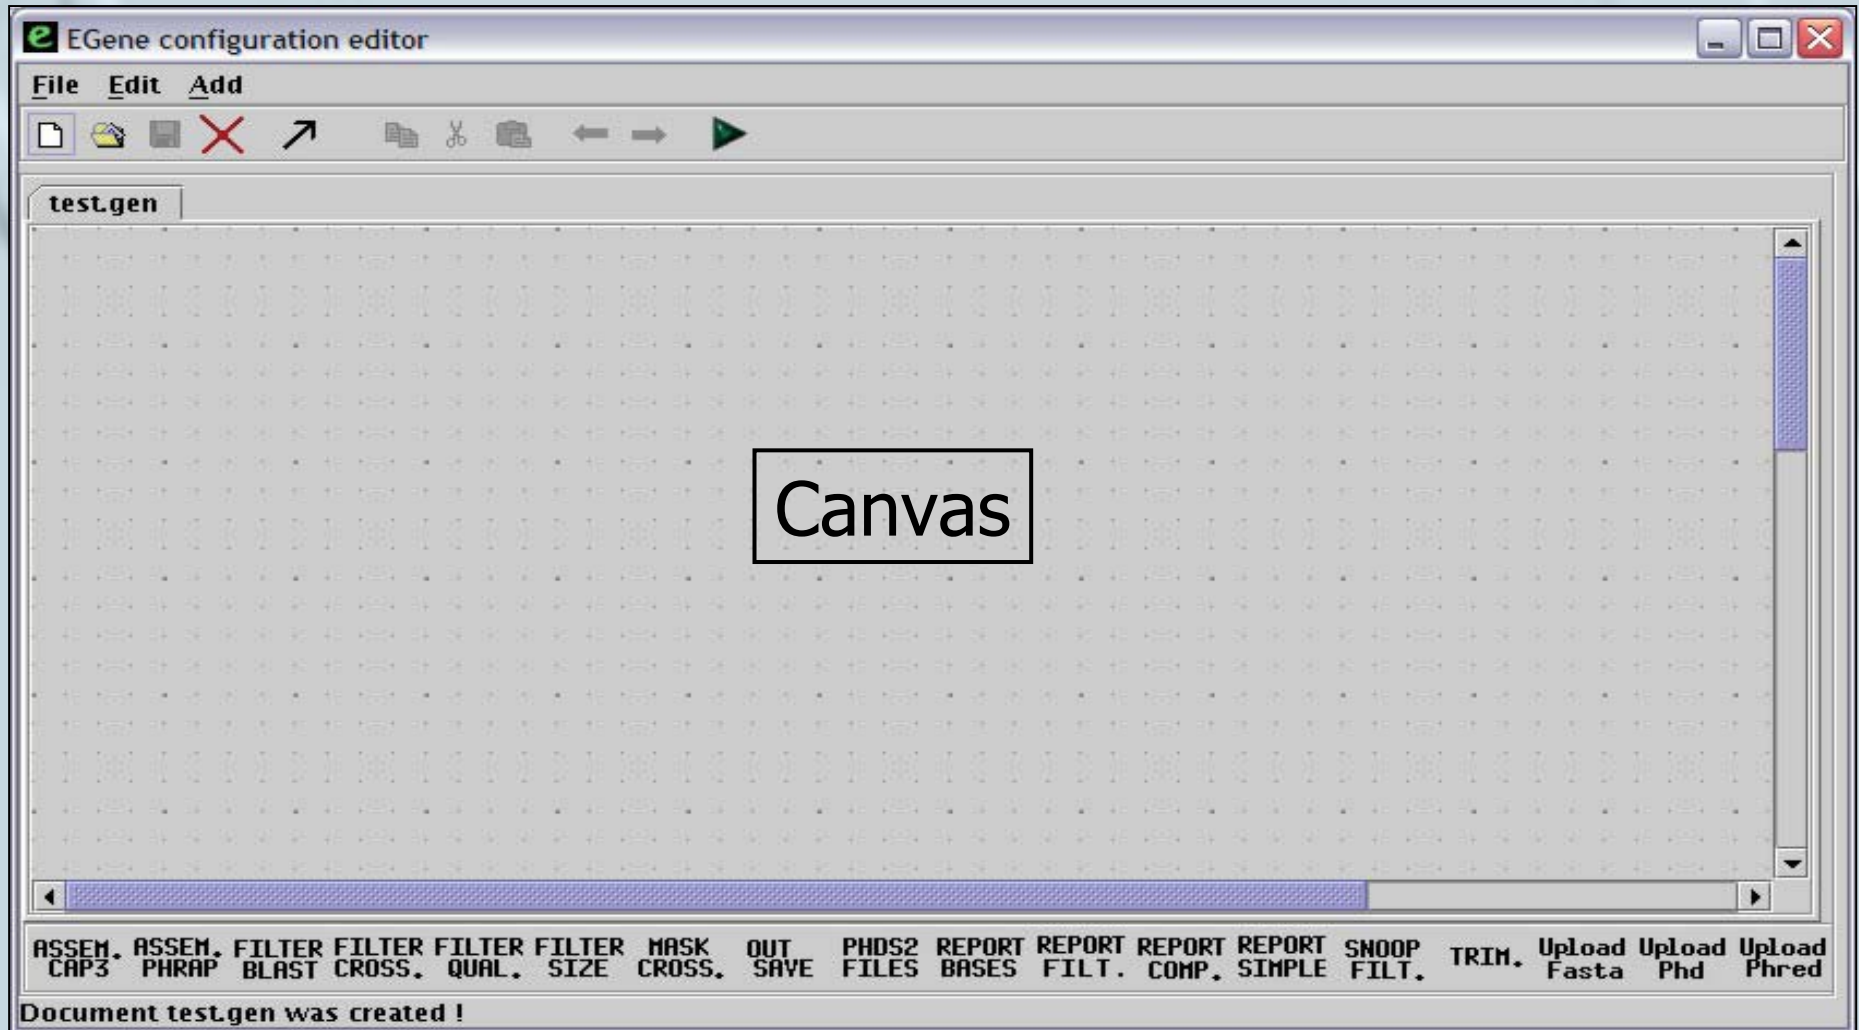 EGene configuration editor
File Edit Add
test.gen
Canvas
ASSEM. CAP3
ASSEM. PHRAP
FILTER BLAST
FILTER CROSS.
FILTER QUAL.
FILTER SIZE
MASK CROSS.
OUT SAVE
PHDS2 FILES
REPORT BASES
REPORT FILT.
REPORT COMP.
REPORT SIMPLE
SNOOP FILT.
TRIM.
Upload Fasta
Upload Phd
Upload Phred
Document test.gen was created !